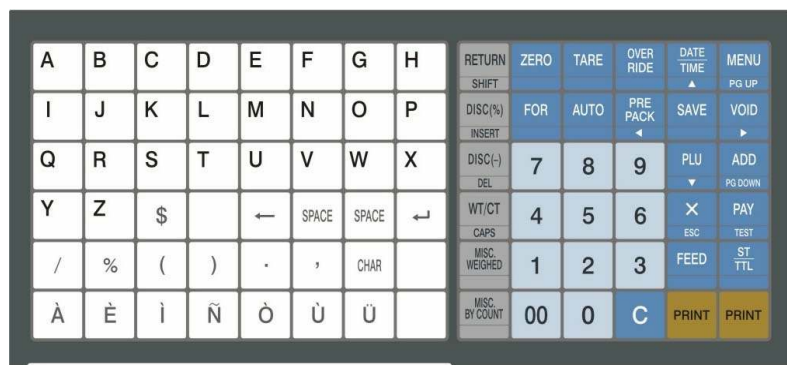 A B C D E F G H RETURN ZERO TARE OVER RIDE DATE TIME MENU
SHIFT ▲ PG UP
I J K L M N O P DISC(%) FOR AUTO PRE PACK SAVE VOID
INSERT ◀ ▶
Q R S T U V W X DISC(–) 7 8 9 PLU ADD
DEL ▼ PG DOWN
Y Z $ ← SPACE SPACE ↵ WT/CT 4 5 6 × PAY
CAPS ESC TEST
/ % ( ) . , CHAR MISC. WEIGHED 1 2 3 FEED ST TTL
À È Ì Ñ Ò Ù Ü MISC. BY COUNT 00 0 C PRINT PRINT